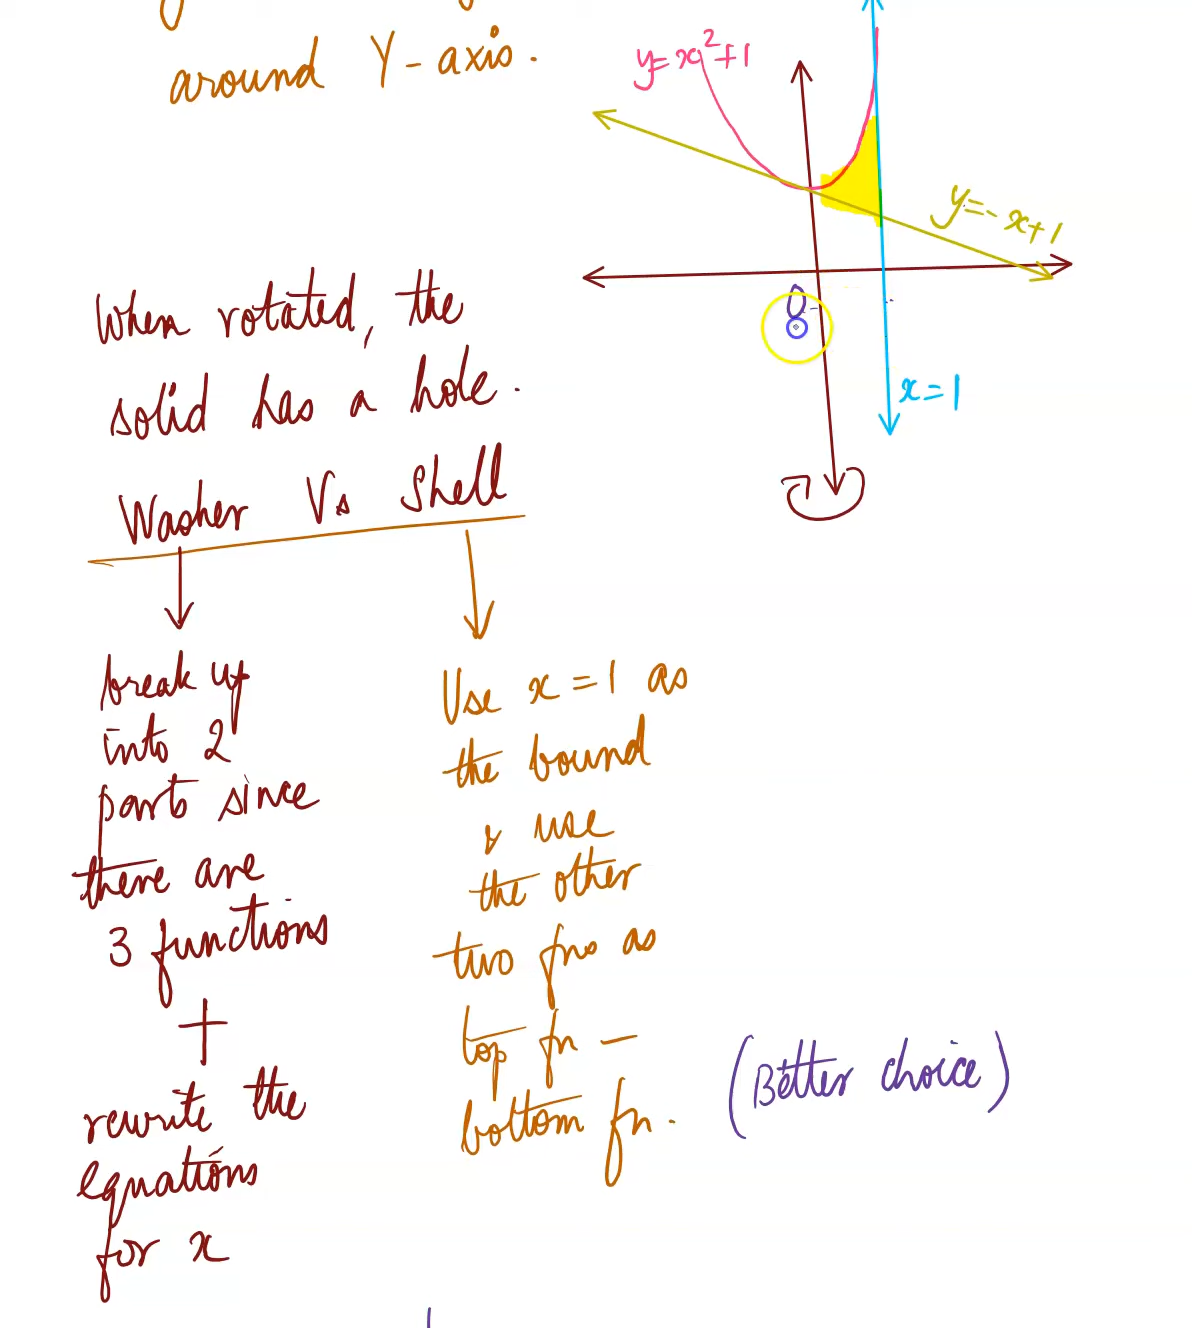 around Y-axis.
y=x²+1
y=-x+1
0
x=1
When rotated, the
solid has a hole.
Washer Vs Shell
break up
into 2
parts since
there are
3 functions
+
rewrite the
equations
for x
Use x=1 as
the bound
& use
the other
two fns as
top fn -
bottom fn.
(Better choice)